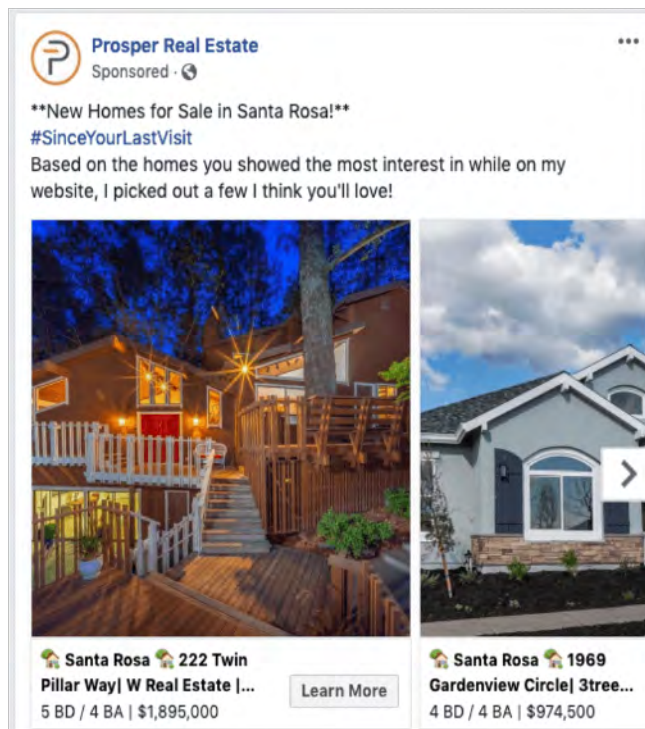 Prosper Real Estate
Sponsored ·
**New Homes for Sale in Santa Rosa!**
#SinceYourLastVisit
Based on the homes you showed the most interest in while on my
website, I picked out a few I think you'll love!
🏡 Santa Rosa 🏡 222 Twin
Pillar Way| W Real Estate |...
5 BD / 4 BA | $1,895,000
Learn More
🏡 Santa Rosa 🏡 1969
Gardenview Circle| 3tree...
4 BD / 4 BA | $974,500